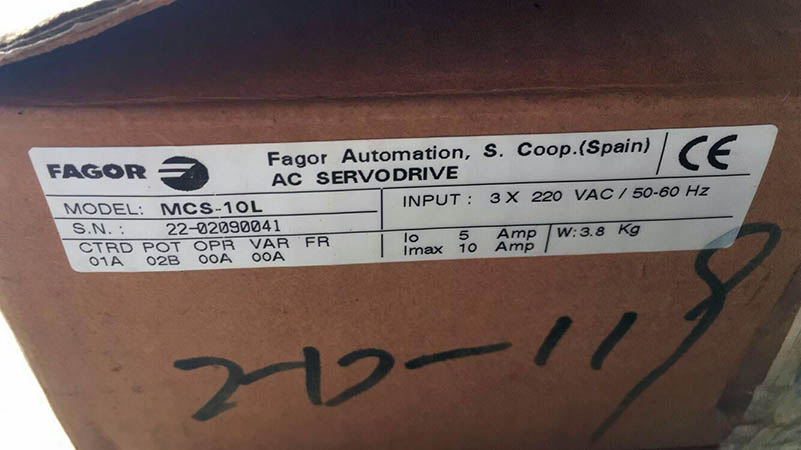 FAGOR
Fagor Automation, S. Coop.(Spain)
AC SERVODRIVE
CE
MODEL: MCS-10L
INPUT : 3 X 220 VAC / 50-60 Hz
S.N. : 22-02090041
CTRD POT OPR VAR FR
01A 02B 00A 00A
Io 5 Amp
Imax 10 Amp
W: 3.8 Kg